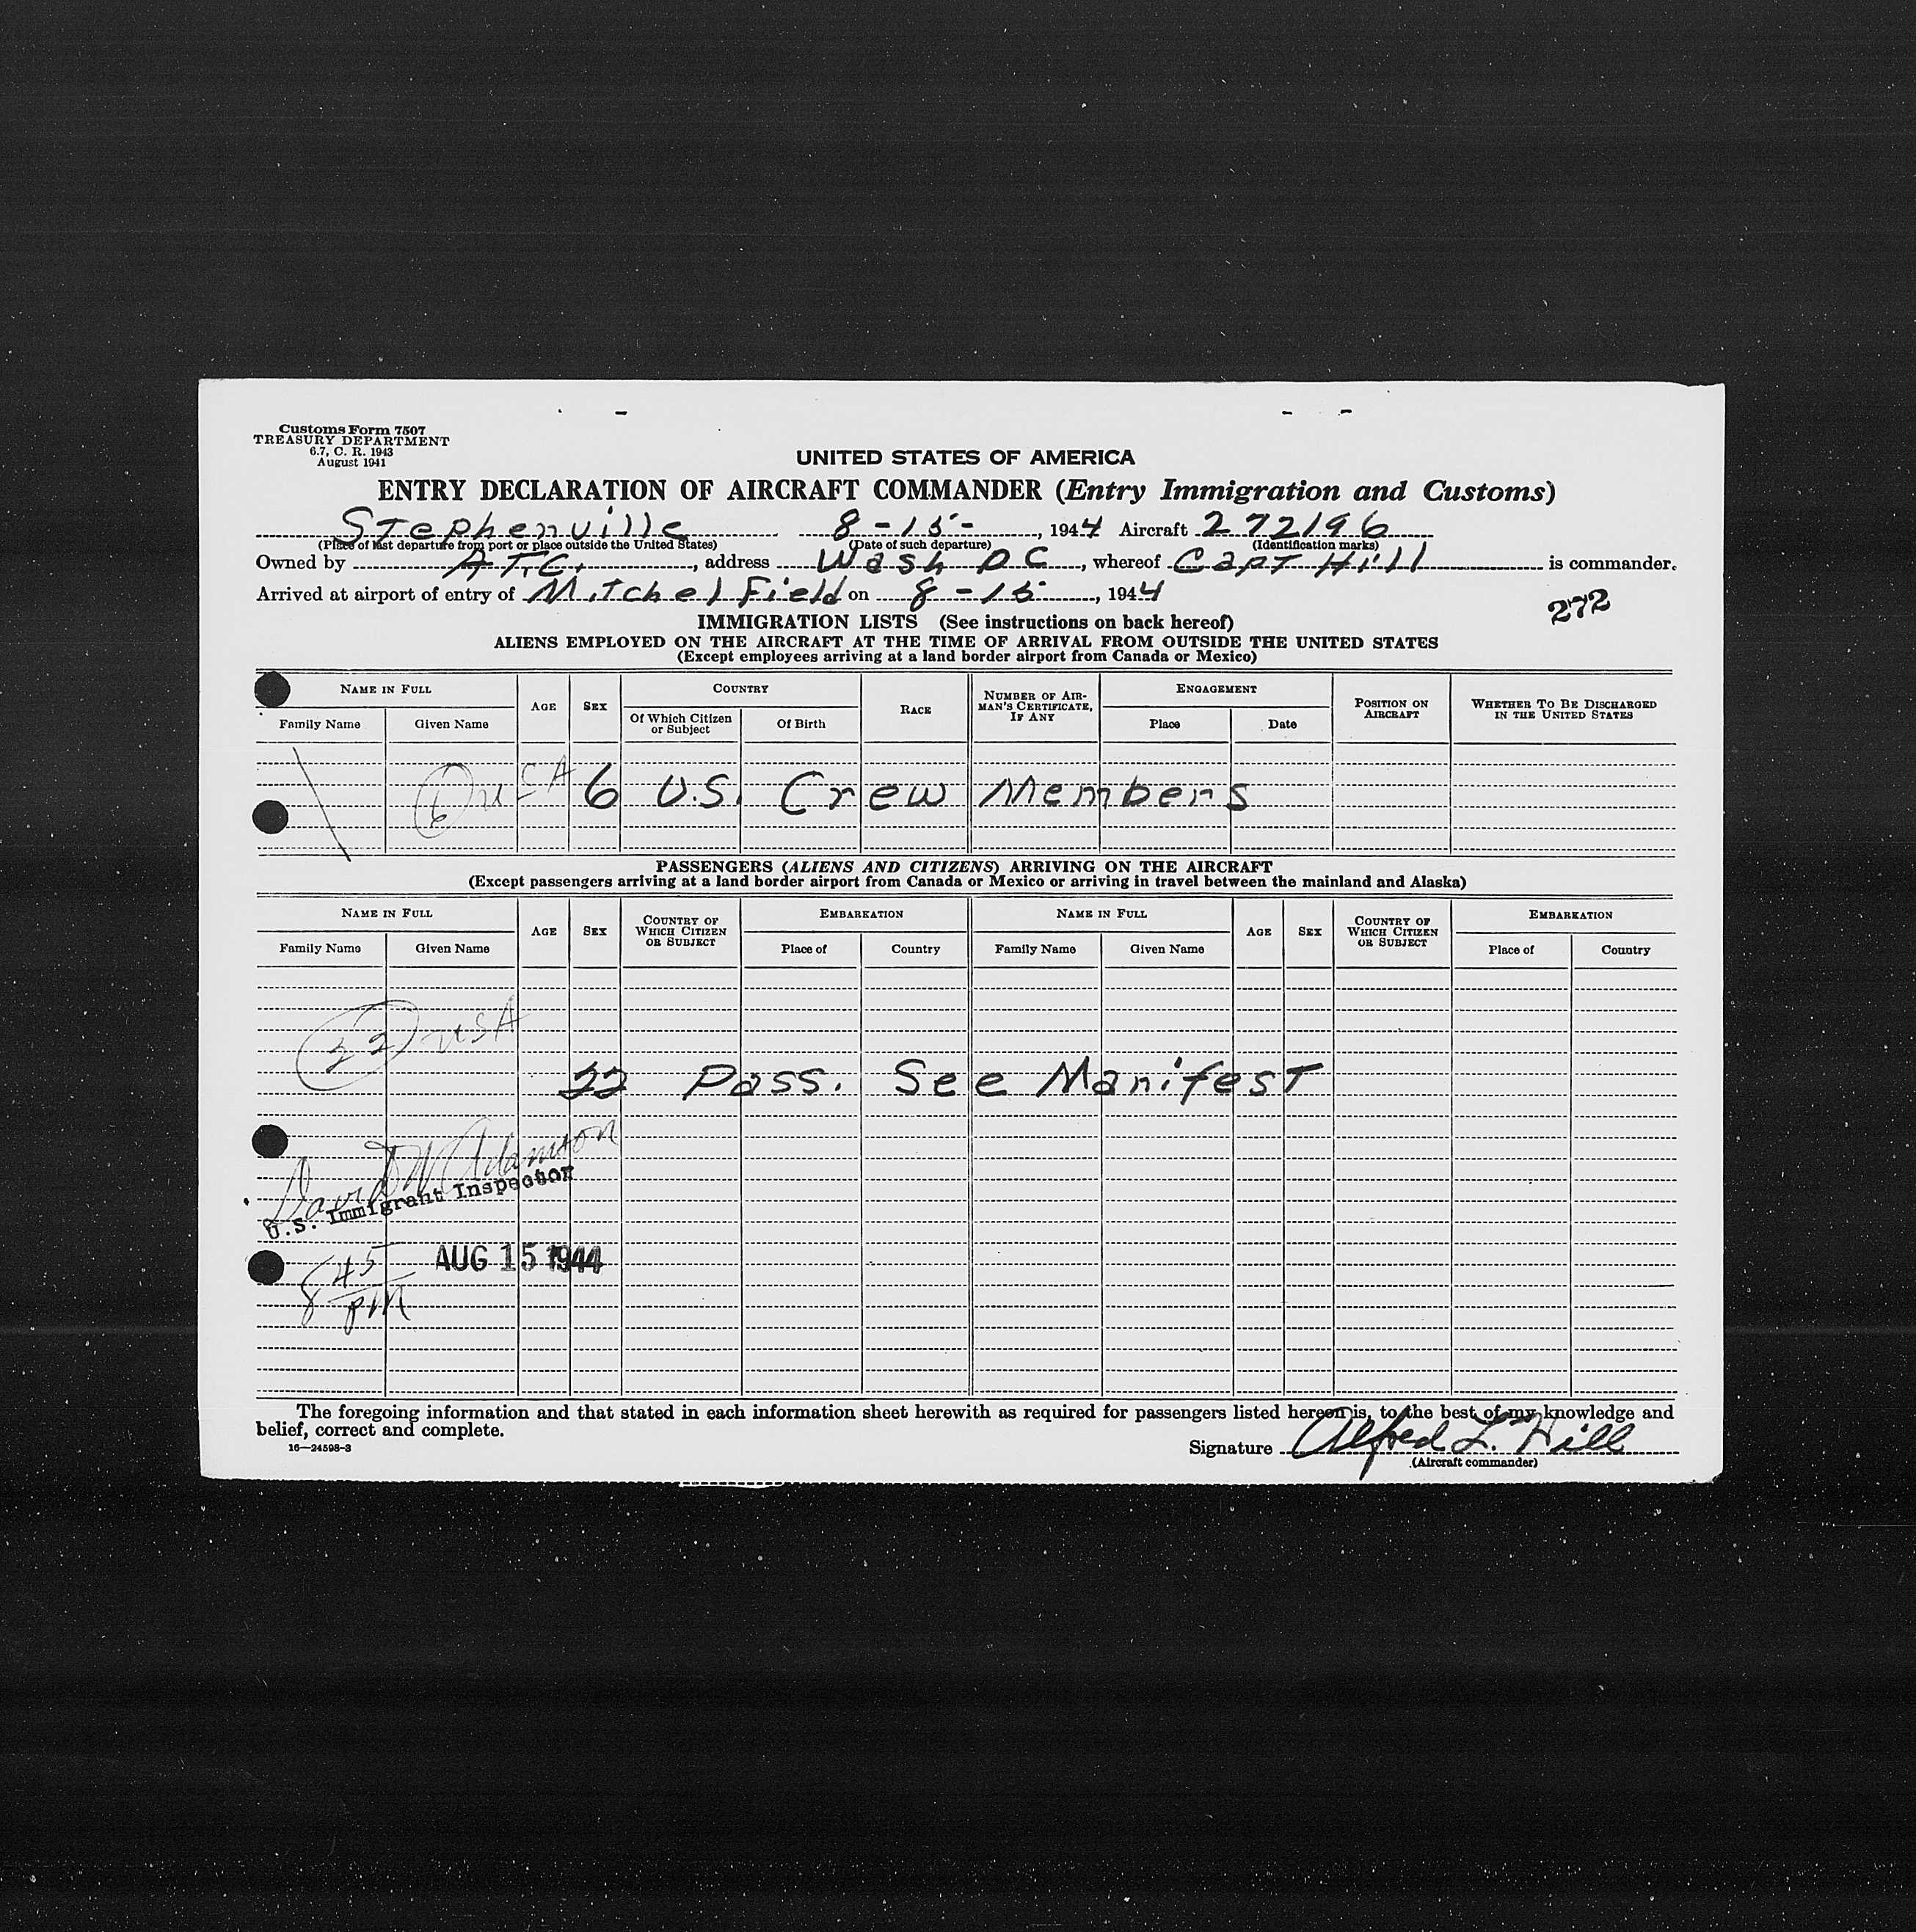 Customs Form 7507
TREASURY DEPARTMENT
6.7, C. R. 1943
August 1941
UNITED STATES OF AMERICA
ENTRY DECLARATION OF AIRCRAFT COMMANDER (Entry Immigration and Customs)
Stephenville 8-15-, 1944 Aircraft 272196
(Place of last departure from port or place outside the United States) (Date of such departure) (Identification marks)
Owned by A.T.C., address Wash DC, whereof Capt Hill is commander.
Arrived at airport of entry of Mitchel Field on 8-15, 1944
272
IMMIGRATION LISTS (See instructions on back hereof)
ALIENS EMPLOYED ON THE AIRCRAFT AT THE TIME OF ARRIVAL FROM OUTSIDE THE UNITED STATES
(Except employees arriving at a land border airport from Canada or Mexico)
NAME IN FULL AGE SEX COUNTRY RACE NUMBER OF AIRMAN'S CERTIFICATE, IF ANY ENGAGEMENT POSITION ON AIRCRAFT WHETHER TO BE DISCHARGED IN THE UNITED STATES
Family Name Given Name Of Which Citizen or Subject Of Birth Place Date
6 USA 6 U.S. Crew Members
PASSENGERS (ALIENS AND CITIZENS) ARRIVING ON THE AIRCRAFT
(Except passengers arriving at a land border airport from Canada or Mexico or arriving in travel between the mainland and Alaska)
NAME IN FULL AGE SEX COUNTRY OF WHICH CITIZEN OR SUBJECT EMBARKATION NAME IN FULL AGE SEX COUNTRY OF WHICH CITIZEN OR SUBJECT EMBARKATION
Family Name Given Name Place of Country Family Name Given Name Place of Country
22 USA
22 Pass. See Manifest
David W Adamson
U.S. Immigrant Inspector
AUG 15 1944
8 45 pm
The foregoing information and that stated in each information sheet herewith as required for passengers listed hereon is, to the best of my knowledge and
belief, correct and complete.
16—24598-3
Signature Alfred L. Hill
(Aircraft commander)